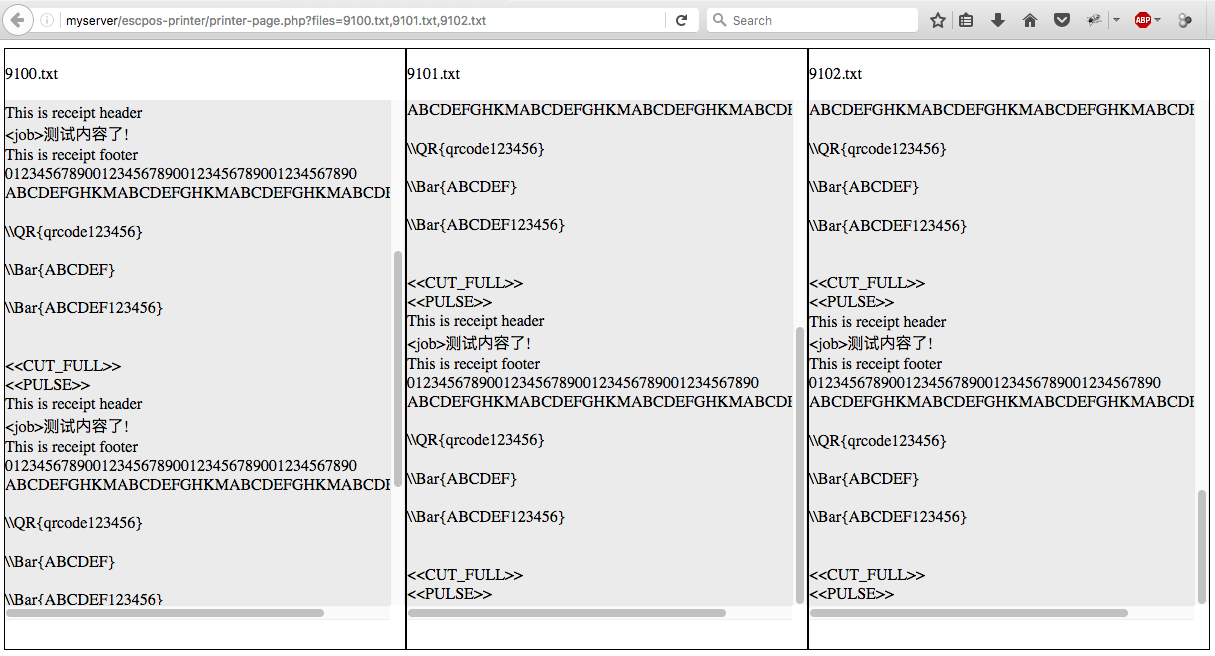 myserver/escpos-printer/printer-page.php?files=9100.txt,9101.txt,9102.txt
Search
ABP
9100.txt
This is receipt header
<job>测试内容了!
This is receipt footer
01234567890012345678900123456789001234567890
ABCDEFGHKMABCDEFGHKMABCDEFGHKMABCDE
\\QR{qrcode123456}
\\Bar{ABCDEF}
\\Bar{ABCDEF123456}
<<CUT_FULL>>
<<PULSE>>
This is receipt header
<job>测试内容了!
This is receipt footer
01234567890012345678900123456789001234567890
ABCDEFGHKMABCDEFGHKMABCDEFGHKMABCDE
\\QR{qrcode123456}
\\Bar{ABCDEF}
\\Bar{ABCDEF123456}
9101.txt
ABCDEFGHKMABCDEFGHKMABCDEFGHKMABCDE
\\QR{qrcode123456}
\\Bar{ABCDEF}
\\Bar{ABCDEF123456}
<<CUT_FULL>>
<<PULSE>>
This is receipt header
<job>测试内容了!
This is receipt footer
01234567890012345678900123456789001234567890
ABCDEFGHKMABCDEFGHKMABCDEFGHKMABCDE
\\QR{qrcode123456}
\\Bar{ABCDEF}
\\Bar{ABCDEF123456}
<<CUT_FULL>>
<<PULSE>>
9102.txt
ABCDEFGHKMABCDEFGHKMABCDEFGHKMABCDE
\\QR{qrcode123456}
\\Bar{ABCDEF}
\\Bar{ABCDEF123456}
<<CUT_FULL>>
<<PULSE>>
This is receipt header
<job>测试内容了!
This is receipt footer
01234567890012345678900123456789001234567890
ABCDEFGHKMABCDEFGHKMABCDEFGHKMABCDE
\\QR{qrcode123456}
\\Bar{ABCDEF}
\\Bar{ABCDEF123456}
<<CUT_FULL>>
<<PULSE>>